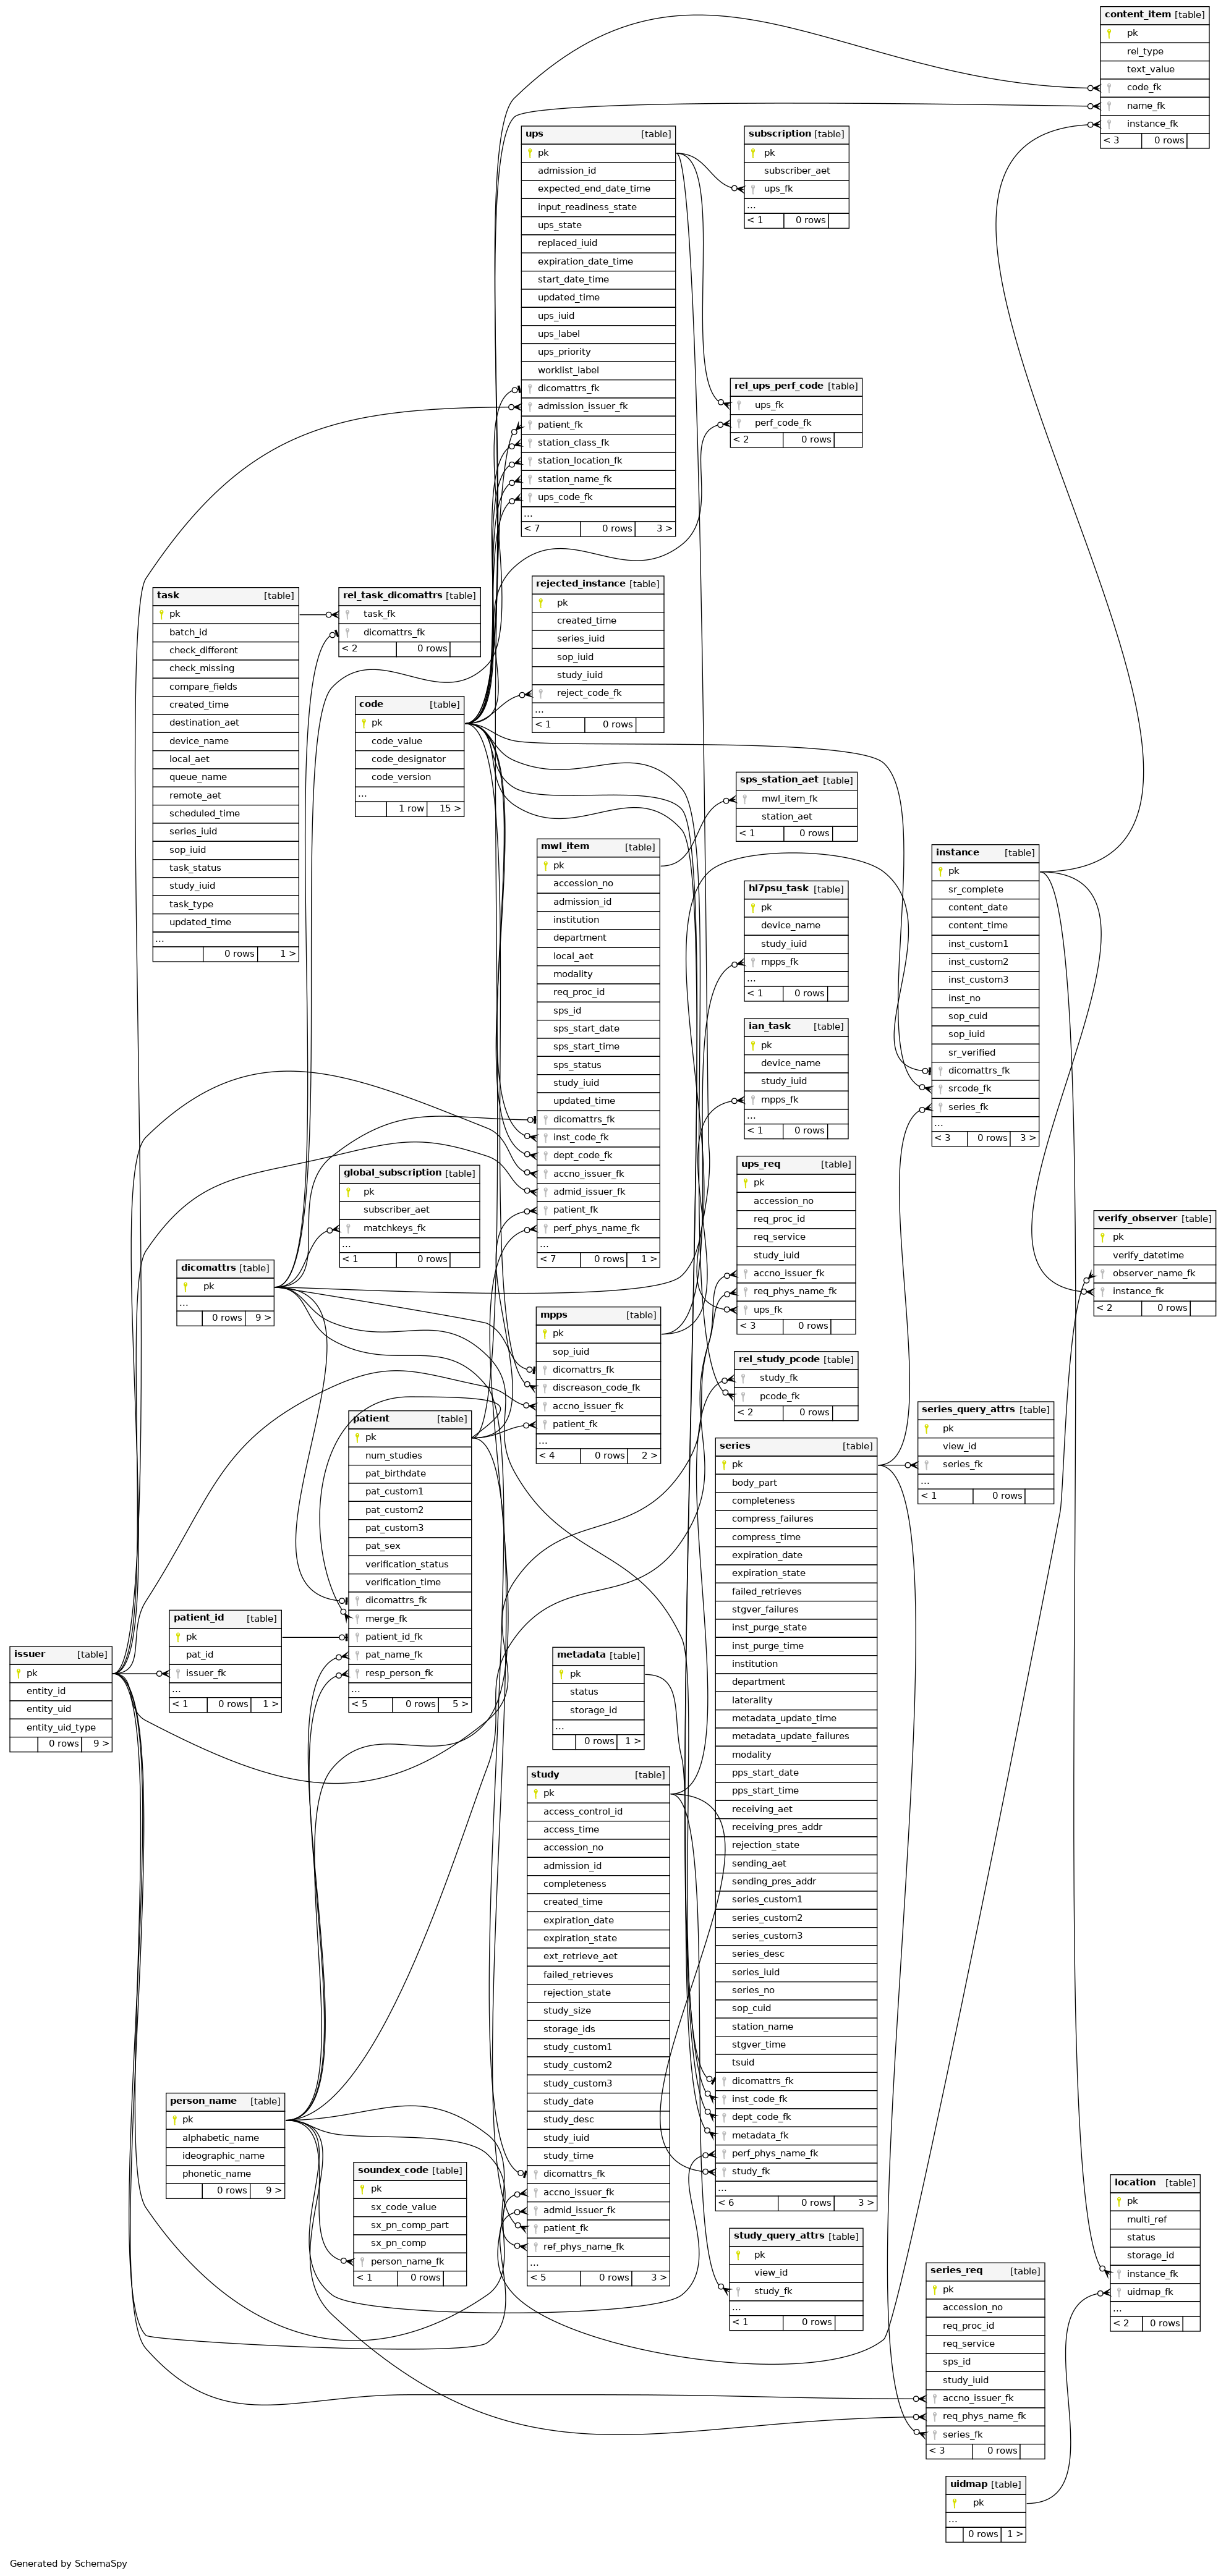 content_item [table]
pk
rel_type
text_value
code_fk
name_fk
instance_fk
< 3 0 rows
ups [table]
pk
admission_id
expected_end_date_time
input_readiness_state
ups_state
replaced_iuid
expiration_date_time
start_date_time
updated_time
ups_iuid
ups_label
ups_priority
worklist_label
dicomattrs_fk
admission_issuer_fk
patient_fk
station_class_fk
station_location_fk
station_name_fk
ups_code_fk
...
< 7 0 rows 3 >
subscription [table]
pk
subscriber_aet
ups_fk
...
< 1 0 rows
rel_ups_perf_code [table]
ups_fk
perf_code_fk
< 2 0 rows
task [table]
pk
batch_id
check_different
check_missing
compare_fields
created_time
destination_aet
device_name
local_aet
queue_name
remote_aet
scheduled_time
series_iuid
sop_iuid
task_status
study_iuid
task_type
updated_time
...
0 rows 1 >
rel_task_dicomattrs [table]
task_fk
dicomattrs_fk
< 2 0 rows
rejected_instance [table]
pk
created_time
series_iuid
sop_iuid
study_iuid
reject_code_fk
...
< 1 0 rows
code [table]
pk
code_value
code_designator
code_version
...
1 row 15 >
sps_station_aet [table]
mwl_item_fk
station_aet
< 1 0 rows
mwl_item [table]
pk
accession_no
admission_id
institution
department
local_aet
modality
req_proc_id
sps_id
sps_start_date
sps_start_time
sps_status
study_iuid
updated_time
dicomattrs_fk
inst_code_fk
dept_code_fk
accno_issuer_fk
admid_issuer_fk
patient_fk
perf_phys_name_fk
...
< 7 0 rows 1 >
instance [table]
pk
sr_complete
content_date
content_time
inst_custom1
inst_custom2
inst_custom3
inst_no
sop_cuid
sop_iuid
sr_verified
dicomattrs_fk
srcode_fk
series_fk
...
< 3 0 rows 3 >
hl7psu_task [table]
pk
device_name
study_iuid
mpps_fk
...
< 1 0 rows
ian_task [table]
pk
device_name
study_iuid
mpps_fk
...
< 1 0 rows
ups_req [table]
pk
accession_no
req_proc_id
req_service
study_iuid
accno_issuer_fk
req_phys_name_fk
ups_fk
< 3 0 rows
global_subscription [table]
pk
subscriber_aet
matchkeys_fk
...
< 1 0 rows
verify_observer [table]
pk
verify_datetime
observer_name_fk
instance_fk
< 2 0 rows
dicomattrs [table]
pk
...
0 rows 9 >
mpps [table]
pk
sop_iuid
dicomattrs_fk
discreason_code_fk
accno_issuer_fk
patient_fk
...
< 4 0 rows 2 >
rel_study_pcode [table]
study_fk
pcode_fk
< 2 0 rows
patient [table]
pk
num_studies
pat_birthdate
pat_custom1
pat_custom2
pat_custom3
pat_sex
verification_status
verification_time
dicomattrs_fk
merge_fk
patient_id_fk
pat_name_fk
resp_person_fk
...
< 5 0 rows 5 >
series_query_attrs [table]
pk
view_id
series_fk
...
< 1 0 rows
series [table]
pk
body_part
completeness
compress_failures
compress_time
expiration_date
expiration_state
failed_retrieves
stgver_failures
inst_purge_state
inst_purge_time
institution
department
laterality
metadata_update_time
metadata_update_failures
modality
pps_start_date
pps_start_time
receiving_aet
receiving_pres_addr
rejection_state
sending_aet
sending_pres_addr
series_custom1
series_custom2
series_custom3
series_desc
series_iuid
series_no
sop_cuid
station_name
stgver_time
tsuid
dicomattrs_fk
inst_code_fk
dept_code_fk
metadata_fk
perf_phys_name_fk
study_fk
...
< 6 0 rows 3 >
patient_id [table]
pk
pat_id
issuer_fk
...
< 1 0 rows 1 >
issuer [table]
pk
entity_id
entity_uid
entity_uid_type
0 rows 9 >
metadata [table]
pk
status
storage_id
...
0 rows 1 >
study [table]
pk
access_control_id
access_time
accession_no
admission_id
completeness
created_time
expiration_date
expiration_state
ext_retrieve_aet
failed_retrieves
rejection_state
study_size
storage_ids
study_custom1
study_custom2
study_custom3
study_date
study_desc
study_iuid
study_time
dicomattrs_fk
accno_issuer_fk
admid_issuer_fk
patient_fk
ref_phys_name_fk
...
< 5 0 rows 3 >
person_name [table]
pk
alphabetic_name
ideographic_name
phonetic_name
0 rows 9 >
soundex_code [table]
pk
sx_code_value
sx_pn_comp_part
sx_pn_comp
person_name_fk
< 1 0 rows
study_query_attrs [table]
pk
view_id
study_fk
...
< 1 0 rows
location [table]
pk
multi_ref
status
storage_id
instance_fk
uidmap_fk
...
< 2 0 rows
series_req [table]
pk
accession_no
req_proc_id
req_service
sps_id
study_iuid
accno_issuer_fk
req_phys_name_fk
series_fk
< 3 0 rows
uidmap [table]
pk
...
0 rows 1 >
Generated by SchemaSpy